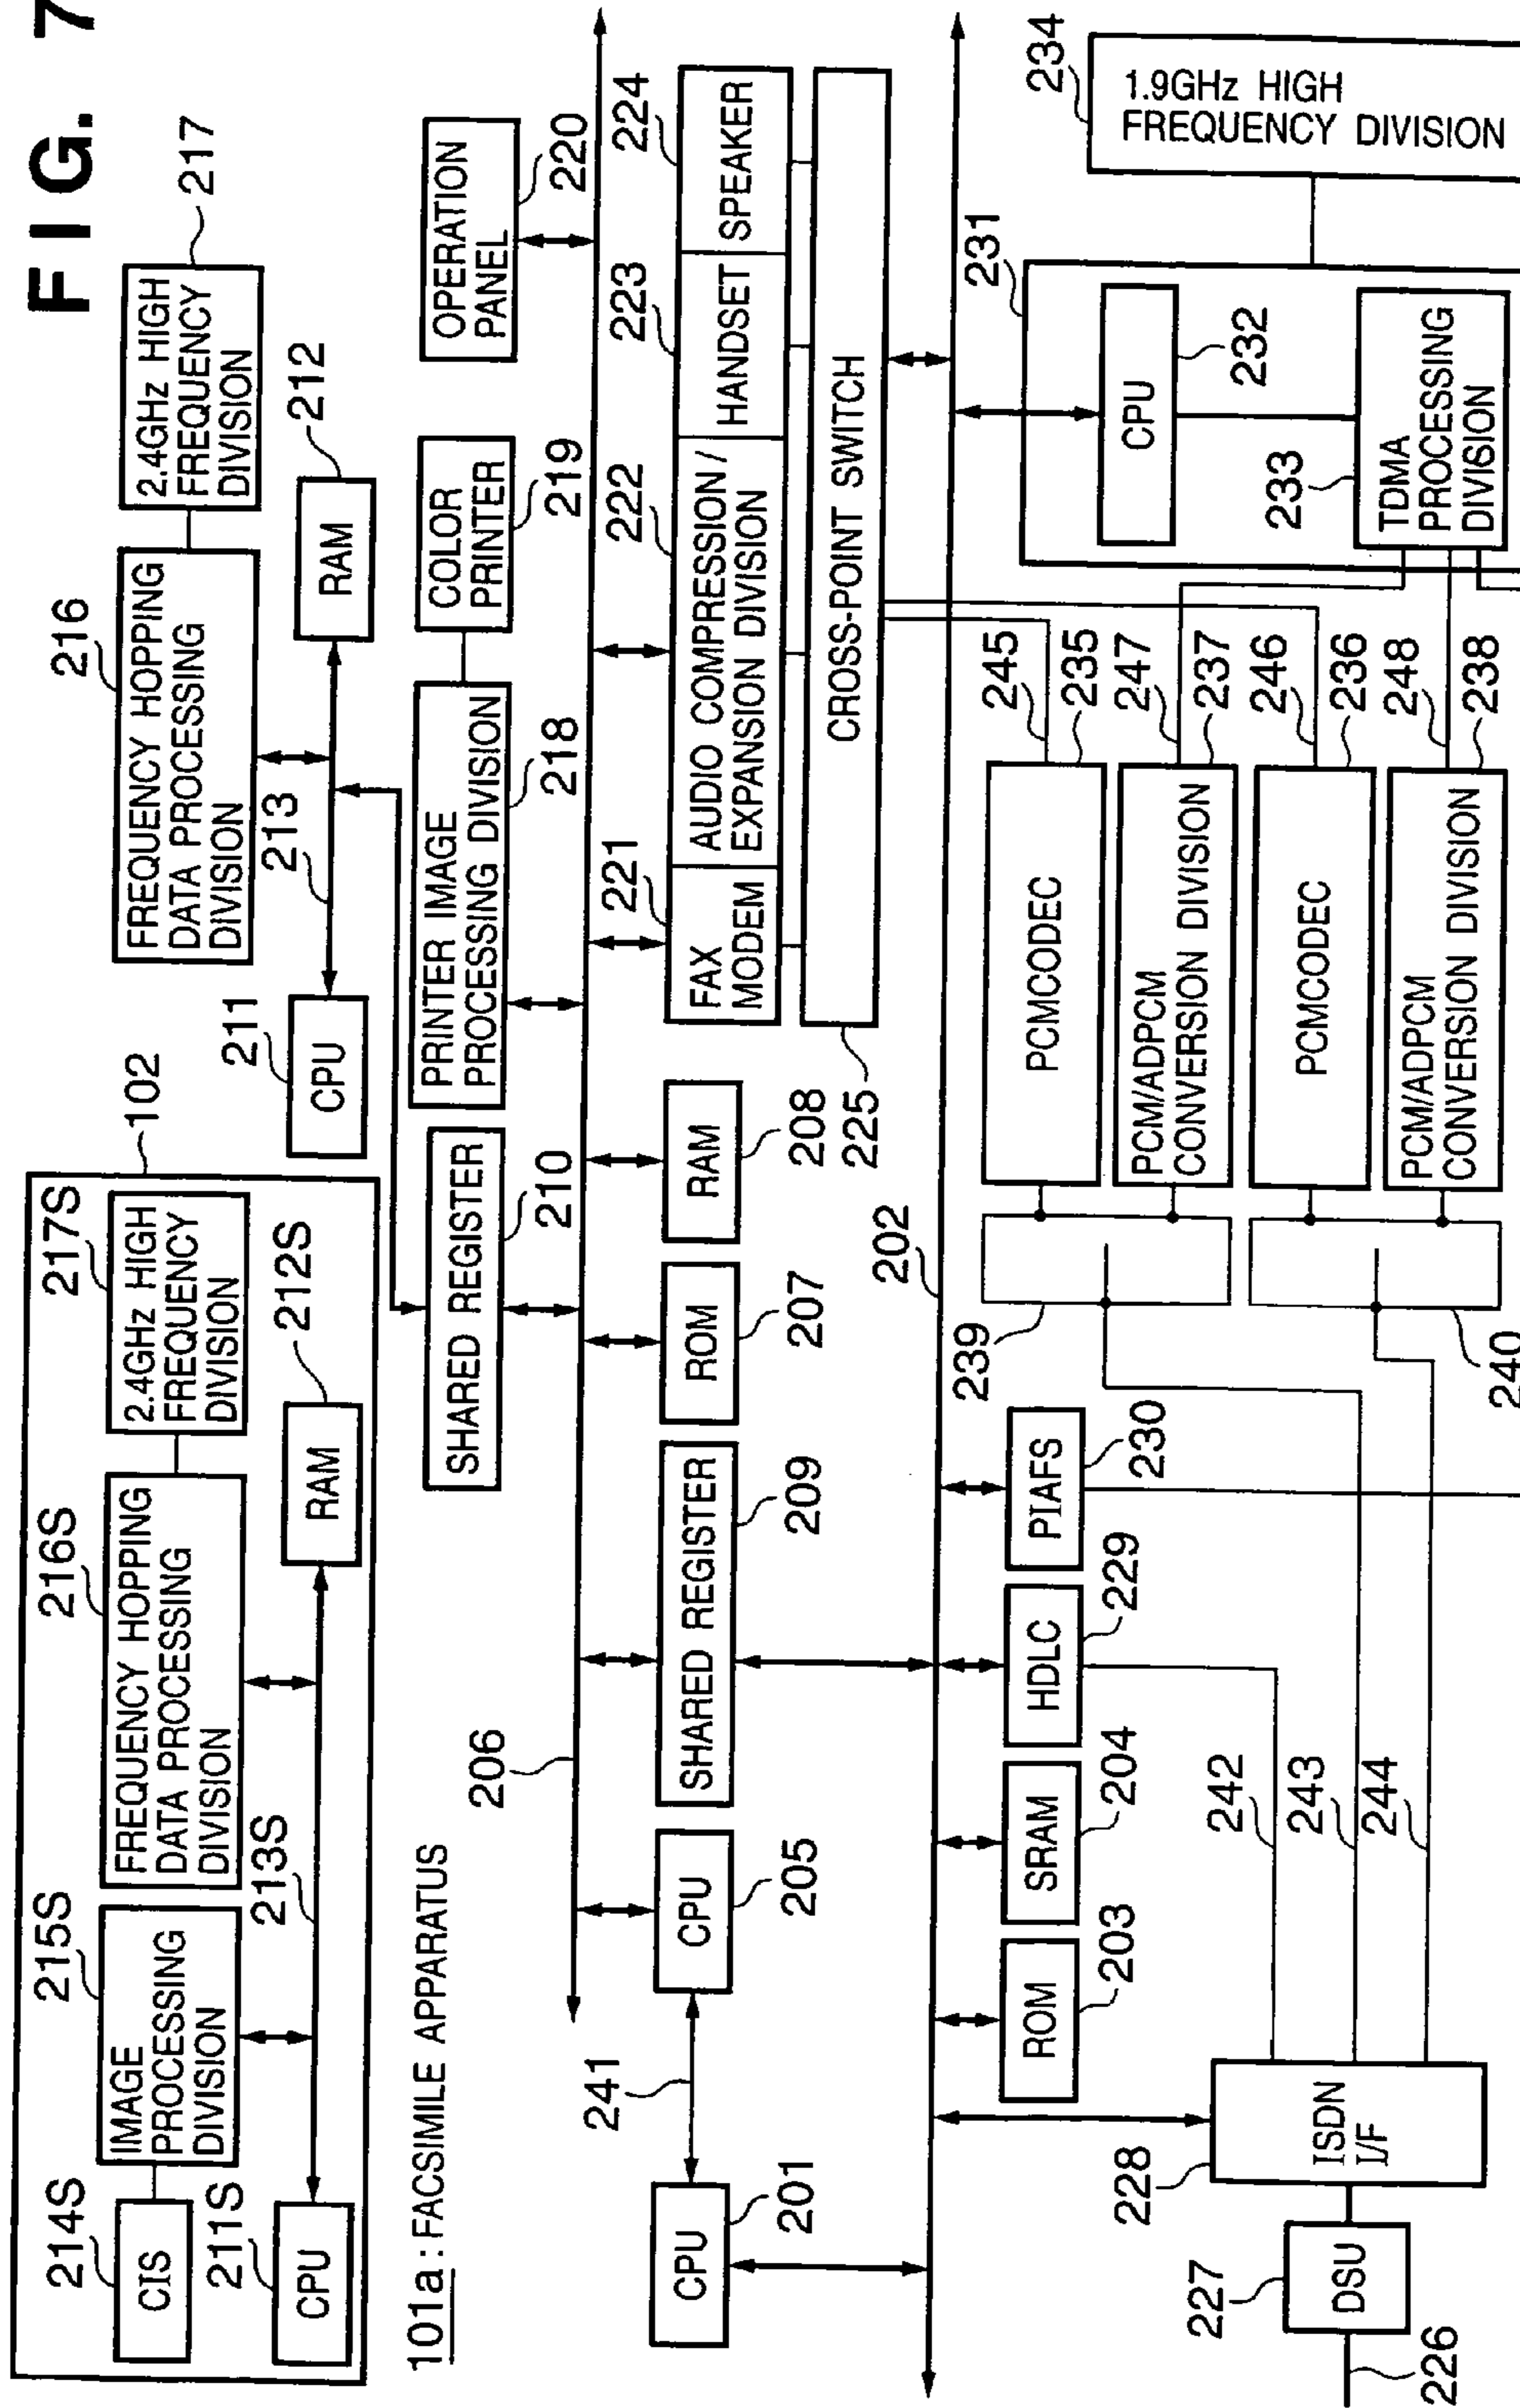 FIG. 7
102
214S
CIS
215S
IMAGE
PROCESSING
DIVISION
216S
FREQUENCY HOPPING
DATA PROCESSING
DIVISION
217S
2.4GHz HIGH
FREQUENCY
DIVISION
211S
CPU
213S
212S
RAM
216
FREQUENCY HOPPING
DATA PROCESSING
DIVISION
217
2.4GHz HIGH
FREQUENCY
DIVISION
211
CPU
213
212
RAM
101a : FACSIMILE APPARATUS
SHARED REGISTER
210
PRINTER IMAGE
PROCESSING DIVISION
218
COLOR
PRINTER
219
OPERATION
PANEL
220
206
201
CPU
241
CPU
205
SHARED REGISTER
209
ROM
207
RAM
208
221
FAX
MODEM
222
AUDIO COMPRESSION /
EXPANSION DIVISION
223
HANDSET
224
SPEAKER
CROSS-POINT SWITCH
225
202
ROM
203
SRAM
204
HDLC
229
PIAFS
230
226
227
DSU
228
ISDN
I/F
242
243
244
239
240
PCMCODEC
245
235
PCM/ADPCM
CONVERSION DIVISION
247
237
PCMCODEC
246
236
PCM/ADPCM
CONVERSION DIVISION
248
238
231
CPU
232
233
TDMA
PROCESSING
DIVISION
234
1.9GHz HIGH
FREQUENCY DIVISION